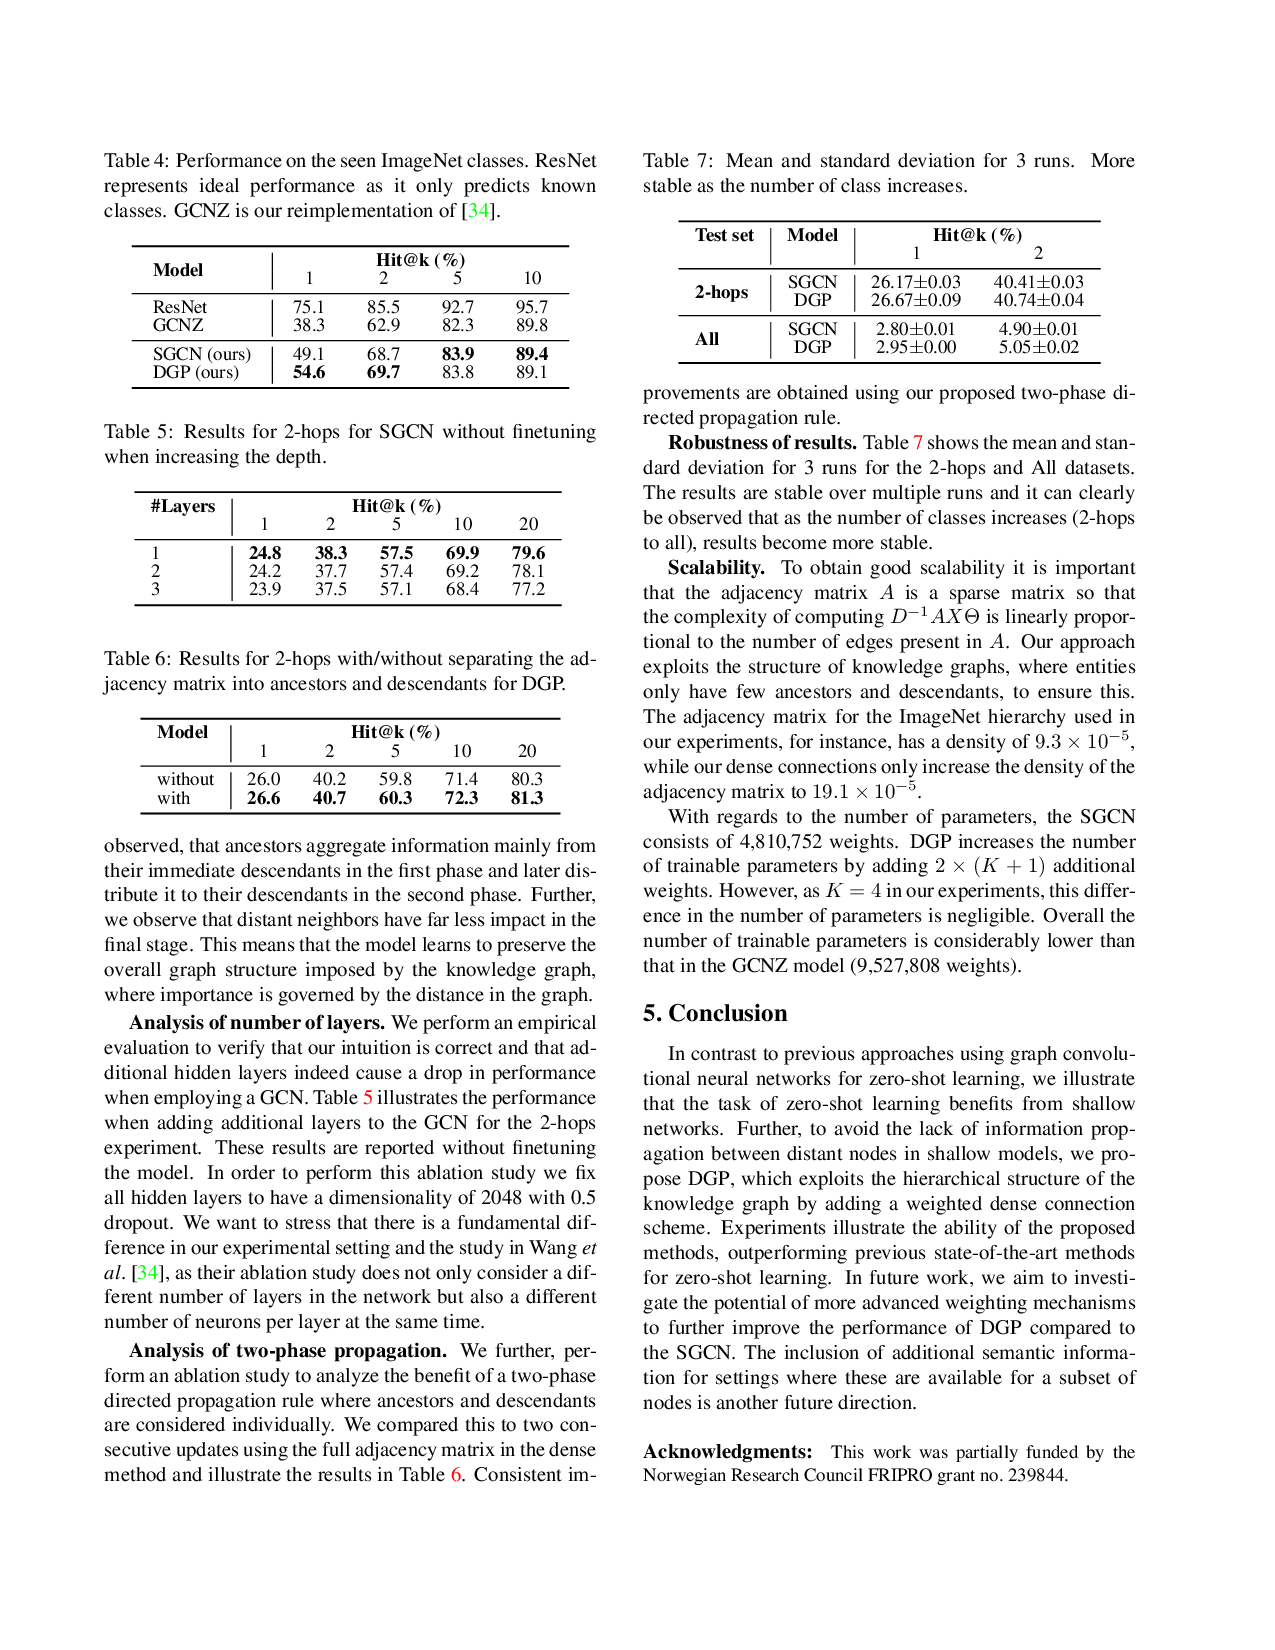 Table 4: Performance on the seen ImageNet classes. ResNet
represents ideal performance as it only predicts known
classes. GCNZ is our reimplementation of [34].
Model Hit@k (%)
1 2 5 10
ResNet 75.1 85.5 92.7 95.7
GCNZ 38.3 62.9 82.3 89.8
SGCN (ours) 49.1 68.7 83.9 89.4
DGP (ours) 54.6 69.7 83.8 89.1
Table 5: Results for 2-hops for SGCN without finetuning
when increasing the depth.
#Layers Hit@k (%)
1 2 5 10 20
1 24.8 38.3 57.5 69.9 79.6
2 24.2 37.7 57.4 69.2 78.1
3 23.9 37.5 57.1 68.4 77.2
Table 6: Results for 2-hops with/without separating the ad-
jacency matrix into ancestors and descendants for DGP.
Model Hit@k (%)
1 2 5 10 20
without 26.0 40.2 59.8 71.4 80.3
with 26.6 40.7 60.3 72.3 81.3
observed, that ancestors aggregate information mainly from
their immediate descendants in the first phase and later dis-
tribute it to their descendants in the second phase. Further,
we observe that distant neighbors have far less impact in the
final stage. This means that the model learns to preserve the
overall graph structure imposed by the knowledge graph,
where importance is governed by the distance in the graph.
Analysis of number of layers. We perform an empirical
evaluation to verify that our intuition is correct and that ad-
ditional hidden layers indeed cause a drop in performance
when employing a GCN. Table 5 illustrates the performance
when adding additional layers to the GCN for the 2-hops
experiment. These results are reported without finetuning
the model. In order to perform this ablation study we fix
all hidden layers to have a dimensionality of 2048 with 0.5
dropout. We want to stress that there is a fundamental dif-
ference in our experimental setting and the study in Wang et
al. [34], as their ablation study does not only consider a dif-
ferent number of layers in the network but also a different
number of neurons per layer at the same time.
Analysis of two-phase propagation. We further, per-
form an ablation study to analyze the benefit of a two-phase
directed propagation rule where ancestors and descendants
are considered individually. We compared this to two con-
secutive updates using the full adjacency matrix in the dense
method and illustrate the results in Table 6. Consistent im-
Table 7: Mean and standard deviation for 3 runs. More
stable as the number of class increases.
Test set Model Hit@k (%)
1 2
2-hops SGCN 26.17±0.03 40.41±0.03
DGP 26.67±0.09 40.74±0.04
All SGCN 2.80±0.01 4.90±0.01
DGP 2.95±0.00 5.05±0.02
provements are obtained using our proposed two-phase di-
rected propagation rule.
Robustness of results. Table 7 shows the mean and stan-
dard deviation for 3 runs for the 2-hops and All datasets.
The results are stable over multiple runs and it can clearly
be observed that as the number of classes increases (2-hops
to all), results become more stable.
Scalability. To obtain good scalability it is important
that the adjacency matrix A is a sparse matrix so that
the complexity of computing D⁻¹AXΘ is linearly propor-
tional to the number of edges present in A. Our approach
exploits the structure of knowledge graphs, where entities
only have few ancestors and descendants, to ensure this.
The adjacency matrix for the ImageNet hierarchy used in
our experiments, for instance, has a density of 9.3 × 10⁻⁵,
while our dense connections only increase the density of the
adjacency matrix to 19.1 × 10⁻⁵.
With regards to the number of parameters, the SGCN
consists of 4,810,752 weights. DGP increases the number
of trainable parameters by adding 2 × (K + 1) additional
weights. However, as K = 4 in our experiments, this differ-
ence in the number of parameters is negligible. Overall the
number of trainable parameters is considerably lower than
that in the GCNZ model (9,527,808 weights).
5. Conclusion
In contrast to previous approaches using graph convolu-
tional neural networks for zero-shot learning, we illustrate
that the task of zero-shot learning benefits from shallow
networks. Further, to avoid the lack of information prop-
agation between distant nodes in shallow models, we pro-
pose DGP, which exploits the hierarchical structure of the
knowledge graph by adding a weighted dense connection
scheme. Experiments illustrate the ability of the proposed
methods, outperforming previous state-of-the-art methods
for zero-shot learning. In future work, we aim to investi-
gate the potential of more advanced weighting mechanisms
to further improve the performance of DGP compared to
the SGCN. The inclusion of additional semantic informa-
tion for settings where these are available for a subset of
nodes is another future direction.
Acknowledgments: This work was partially funded by the
Norwegian Research Council FRIPRO grant no. 239844.